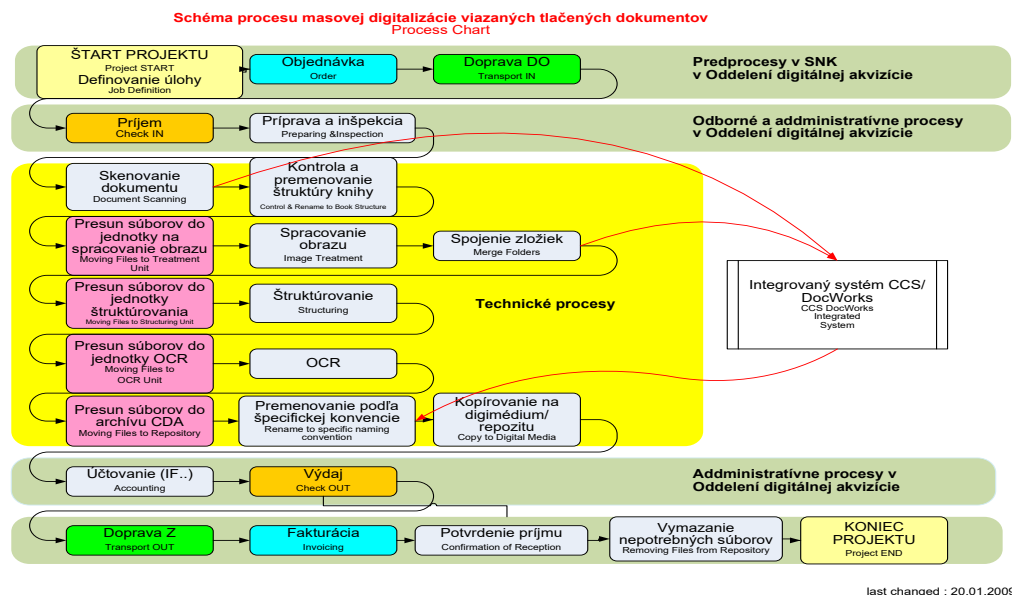 Schéma procesu masovej digitalizácie viazaných tlačených dokumentov
Process Chart
ŠTART PROJEKTU
Project START
Definovanie úlohy
Job Definition
Objednávka
Order
Doprava DO
Transport IN
Predprocesy v SNK
v Oddelení digitálnej akvizície
Príjem
Check IN
Príprava a inšpekcia
Preparing &Inspection
Odborné a addministratívne procesy
v Oddelení digitálnej akvizície
Skenovanie
dokumentu
Document Scanning
Kontrola a
premenovanie
štruktúry knihy
Control & Rename to Book Structure
Presun súborov do
jednotky na
spracovanie obrazu
Moving Files to Treatment
Unit
Spracovanie
obrazu
Image Treatment
Spojenie zložiek
Merge Folders
Integrovaný systém CCS/
DocWorks
CCS DocWorks
Integrated
System
Presun súborov do
jednotky
štruktúrovania
Moving Files to Structuring Unit
Štruktúrovanie
Structuring
Technické procesy
Presun súborov do
jednotky OCR
Moving Files to
OCR Unit
OCR
Presun súborov do
archívu CDA
Moving Files to Repository
Premenovanie podľa
špecifickej konvencie
Rename to specific naming
convention
Kopírovanie na
digimédium/
repozitu
Copy to Digital Media
Účtovanie (IF..)
Accounting
Výdaj
Check OUT
Addministratívne procesy v
Oddelení digitálnej akvizície
Doprava Z
Transport OUT
Fakturácia
Invoicing
Potvrdenie príjmu
Confirmation of Reception
Vymazanie
nepotrebných súborov
Removing Files from Repository
KONIEC
PROJEKTU
Project END
last changed : 20.01.2009